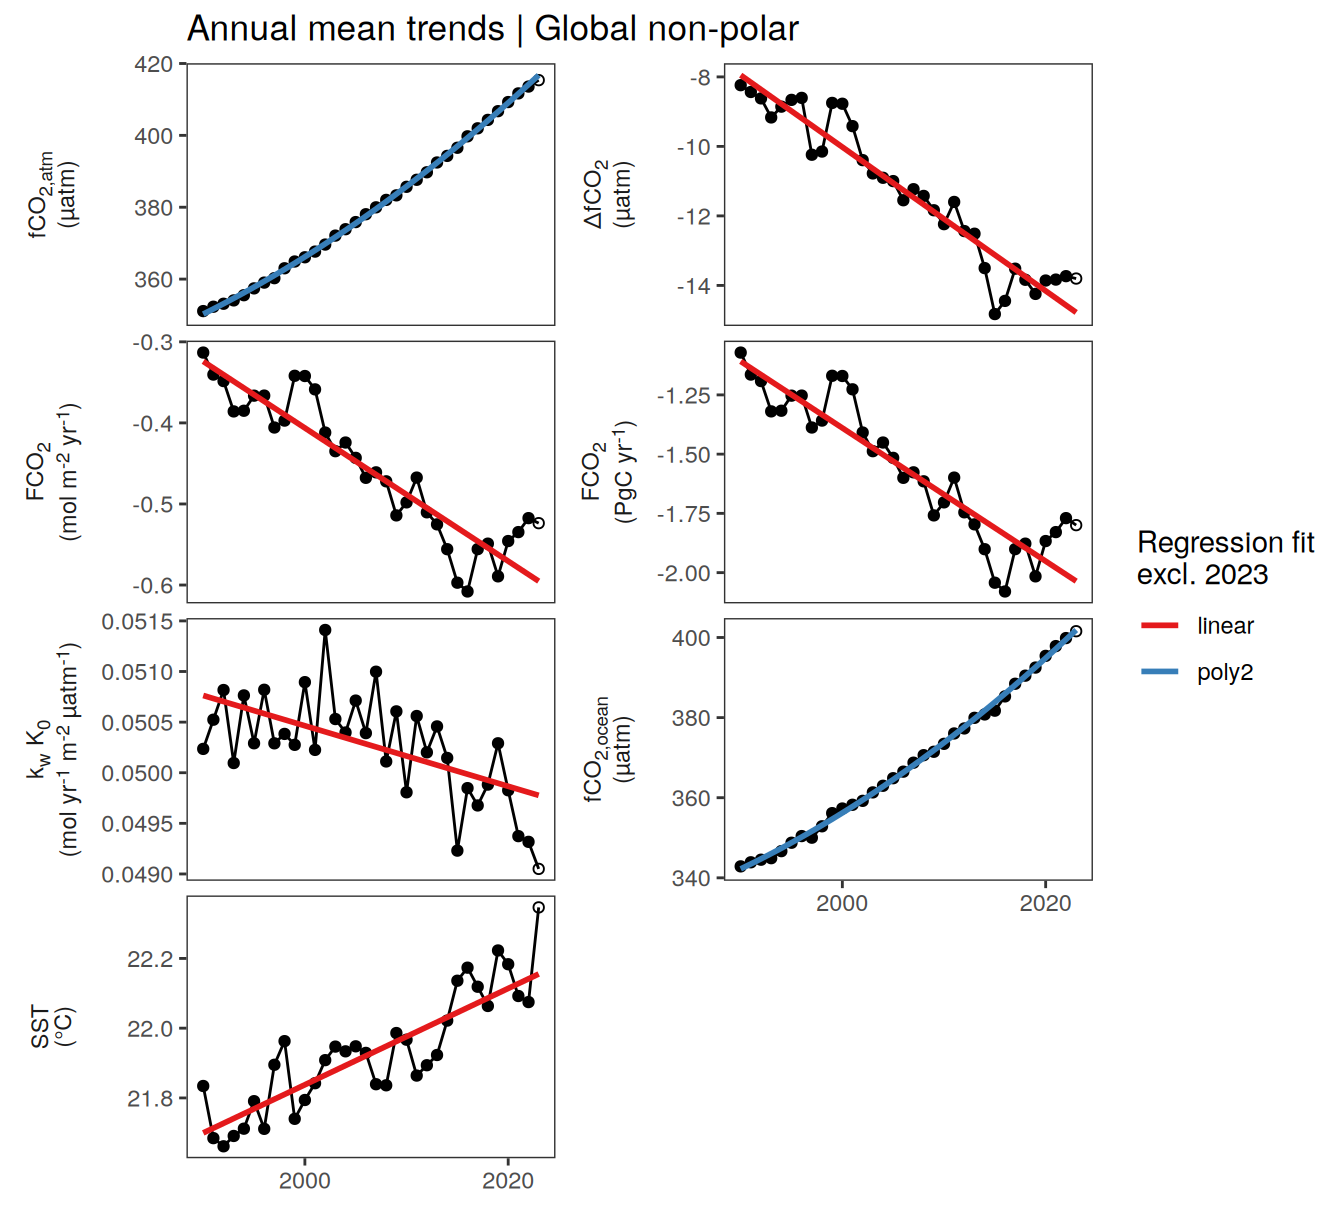 Annual mean trends | Global non-polar
fCO2,atm
(µatm)
420
400
380
360
ΔfCO2
(µatm)
-8
-10
-12
-14
FCO2
(mol m-2 yr-1)
-0.3
-0.4
-0.5
-0.6
FCO2
(PgC yr-1)
-1.25
-1.50
-1.75
-2.00
kw K0
(mol yr-1 m-2 µatm-1)
0.0515
0.0510
0.0505
0.0500
0.0495
0.0490
fCO2,ocean
(µatm)
400
380
360
340
2000 2020
SST
(°C)
22.2
22.0
21.8
2000 2020
Regression fit
excl. 2023
linear
poly2